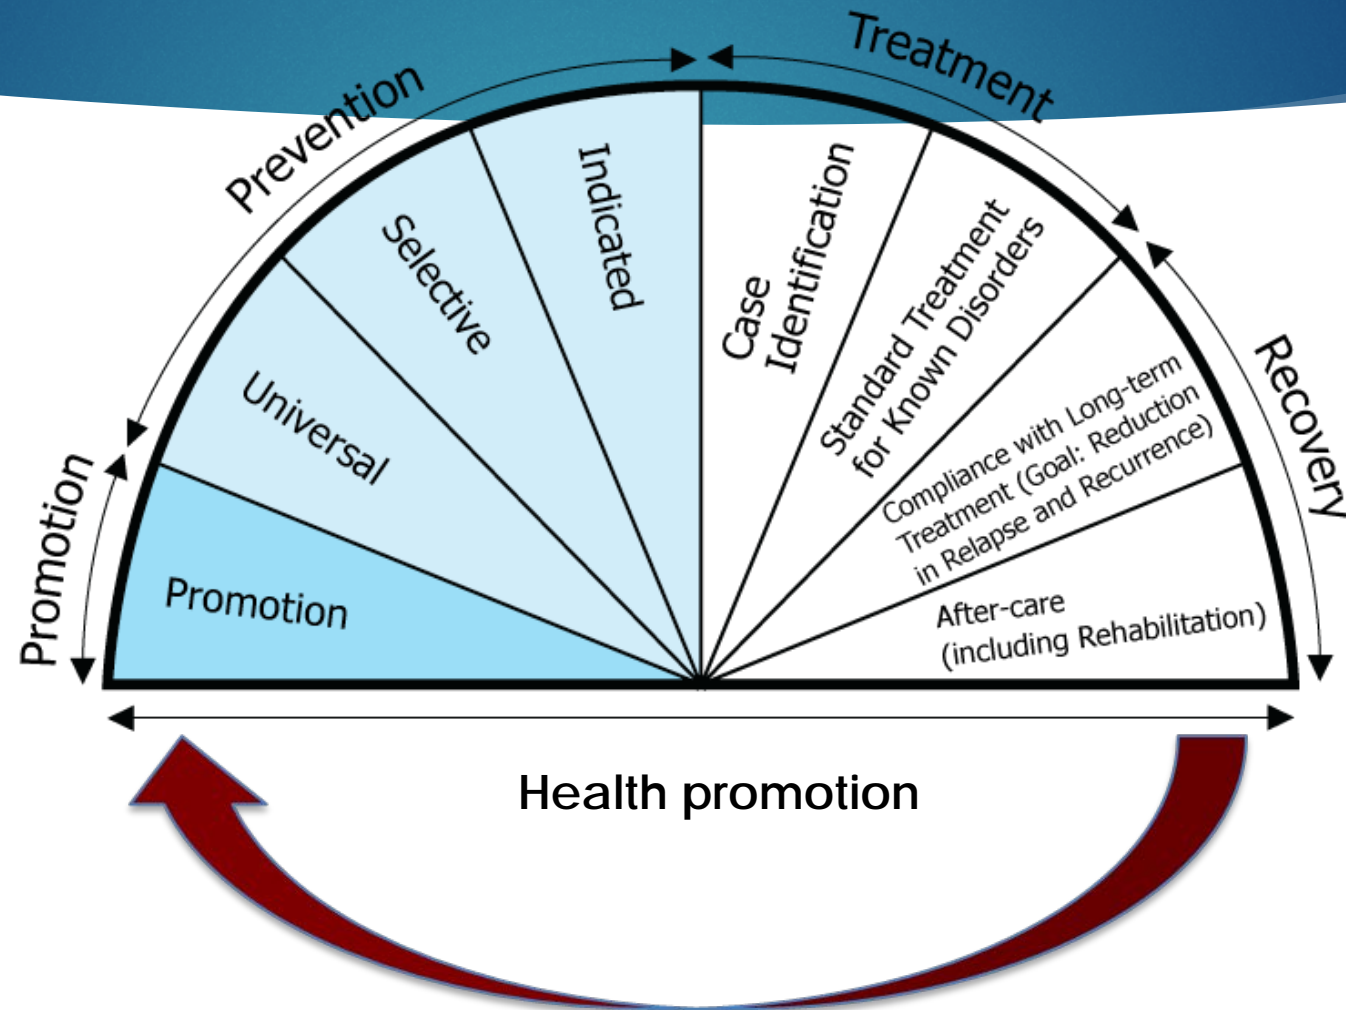 Treatment
Prevention
Recovery
Promotion
Promotion
Universal
Selective
Indicated
Case
Identification
Standard Treatment
for Known Disorders
Compliance with Long-term
Treatment (Goal: Reduction
in Relapse and Recurrence)
After-care
(including Rehabilitation)
Health promotion